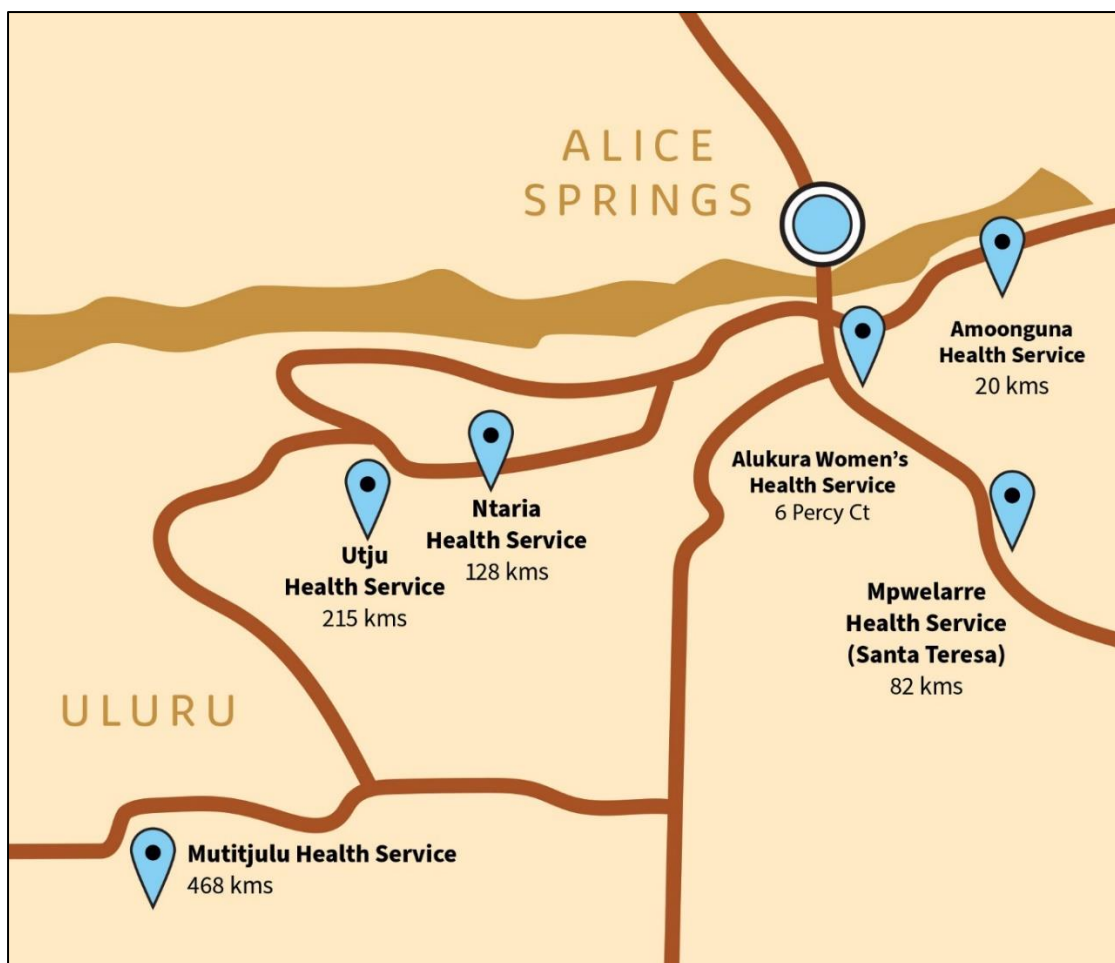 ALICE
SPRINGS
Amoonguna
Health Service
20 kms
Alukura Women’s
Health Service
6 Percy Ct
Ntaria
Health Service
128 kms
Utju
Health Service
215 kms
Mpwelarre
Health Service
(Santa Teresa)
82 kms
ULURU
Mutitjulu Health Service
468 kms